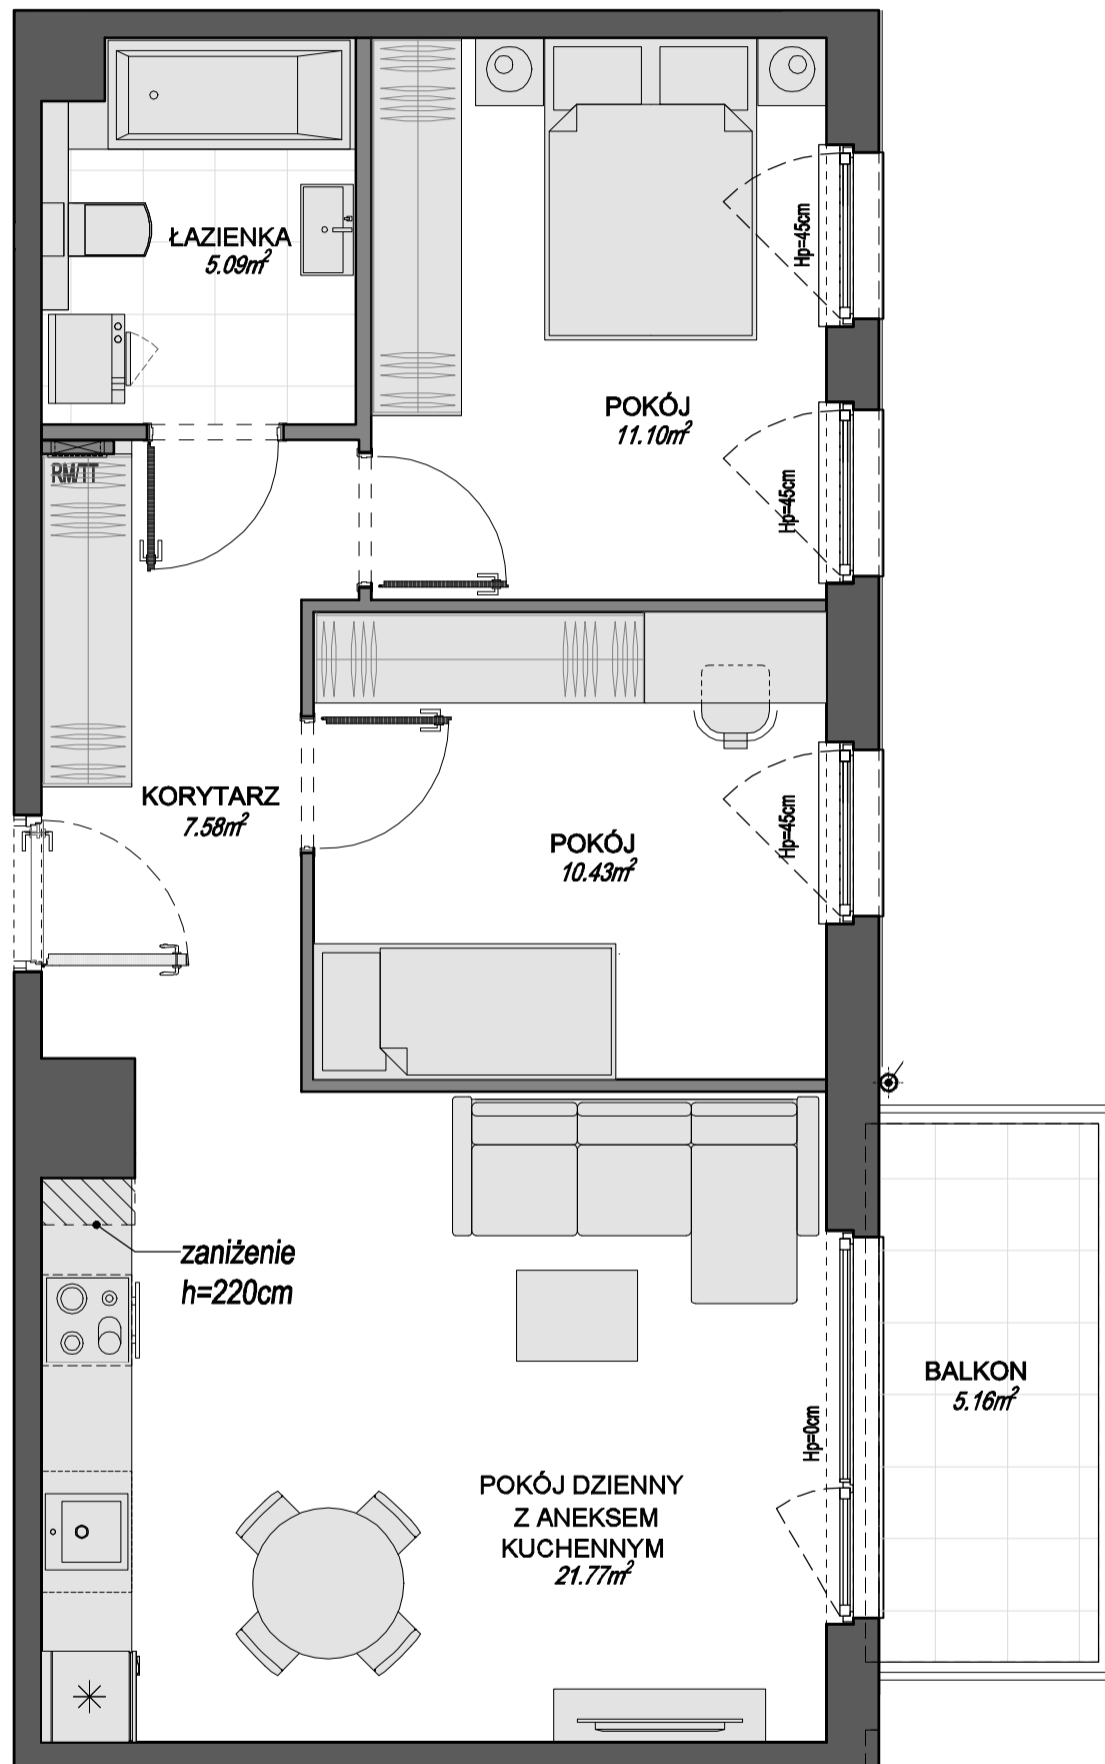 ŁAZIENKA
5.09m²
Hp=45cm
POKÓJ
11.10m²
RM/TT
Hp=45cm
KORYTARZ
7.58m²
Hp=45cm
POKÓJ
10.43m²
zaniżenie
h=220cm
BALKON
5.16m²
Hp=0cm
POKÓJ DZIENNY
Z ANEKSEM
KUCHENNYM
21.77m²